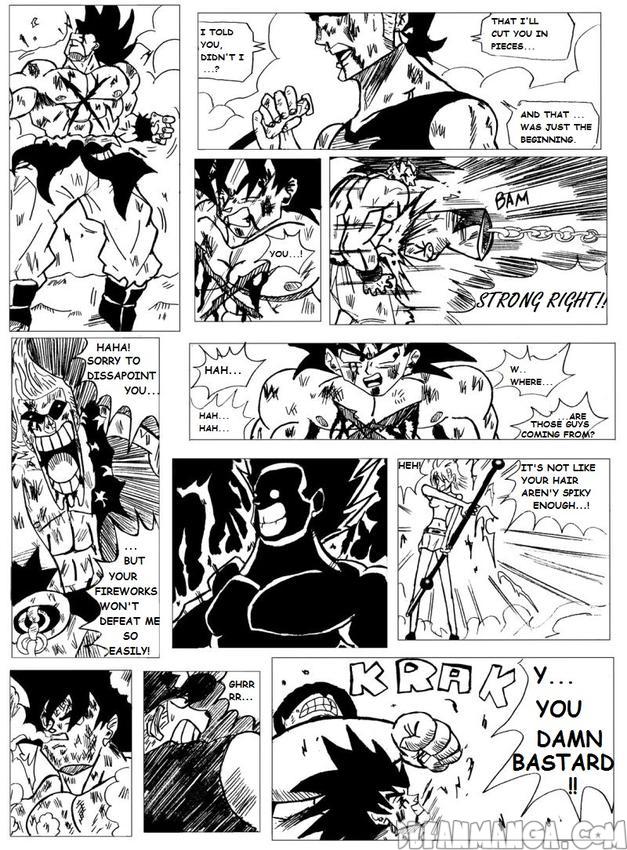 I TOLD
YOU,
DIDN'T I
...?
THAT I'LL
CUT YOU IN
PIECES...
AND THAT ...
WAS JUST THE
BEGINNING.
YOU...!
BAM
STRONG RIGHT!!
HAHA!
SORRY TO
DISSAPOINT
YOU...
...
BUT
YOUR
FIREWORKS
WON'T
DEFEAT ME
SO
EASILY!
HAH...
HAH...
HAH...
W..
WHERE...
...ARE
THOSE GUYS
COMING FROM?
HEH!
IT'S NOT LIKE
YOUR HAIR
AREN'Y SPIKY
ENOUGH...!
GHRR
RR...
KRAK
Y...
YOU
DAMN
BASTARD
!!
DBFANMANGA.COM